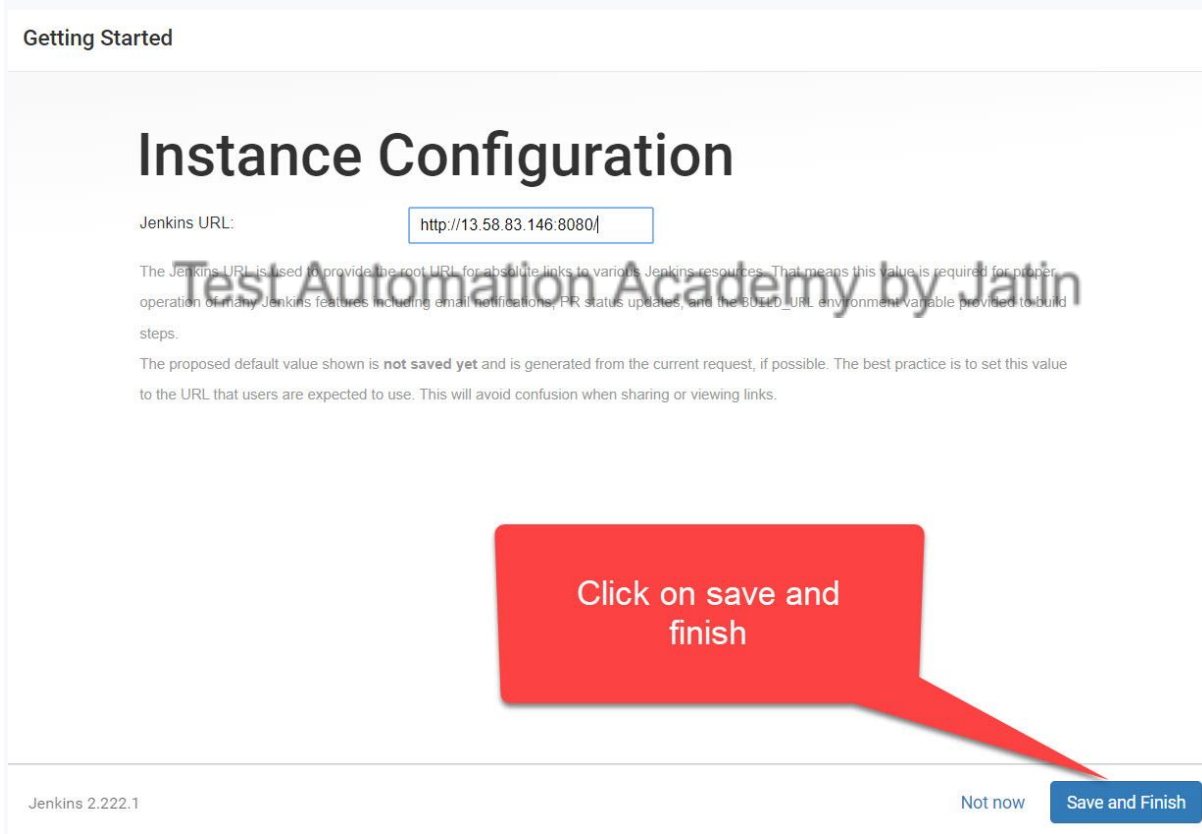 Getting Started
Instance Configuration
Jenkins URL:
http://13.58.83.146:8080/
The Jenkins URL is used to provide the root URL for absolute links to various Jenkins resources. That means this value is required for proper
Test Automation Academy by Jatin
operation of many Jenkins features including email notifications, PR status updates, and the BUILD_URL environment variable provided to build
steps.
The proposed default value shown is not saved yet and is generated from the current request, if possible. The best practice is to set this value
to the URL that users are expected to use. This will avoid confusion when sharing or viewing links.
Click on save and
finish
Jenkins 2.222.1
Not now
Save and Finish